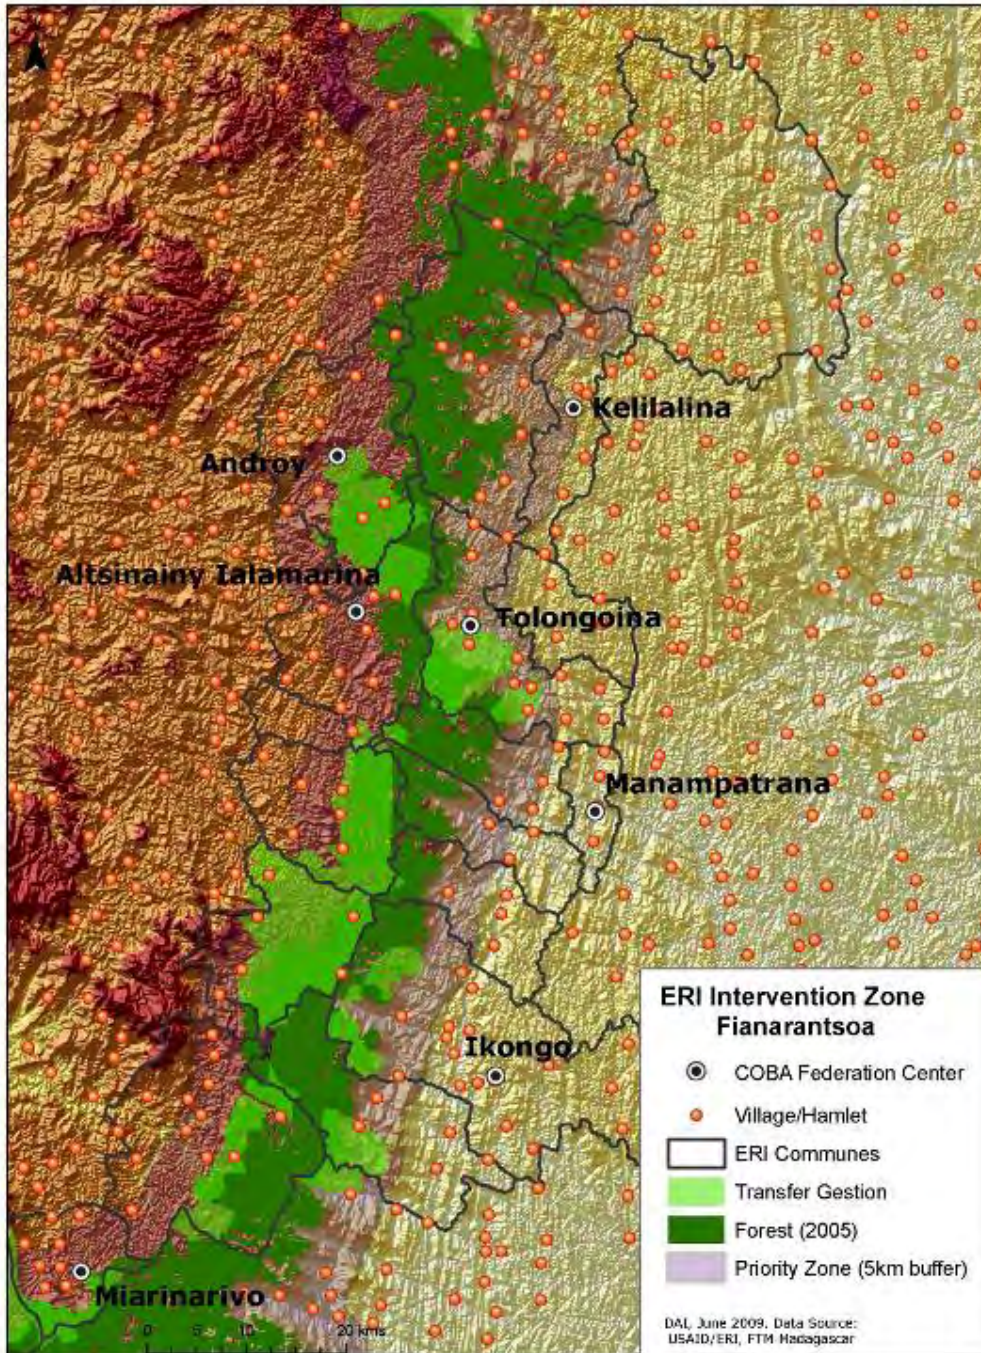 Kelilalina
Androy
Altsinainy Ialamarina
Tolongoina
Manampatrana
Ikongo
Miarinarivo
0 5 10 20 kms
ERI Intervention Zone
Fianarantsoa
COBA Federation Center
Village/Hamlet
ERI Communes
Transfer Gestion
Forest (2005)
Priority Zone (5km buffer)
DAI, June 2009. Data Source:
USAID/ERI, FTM Madagascar